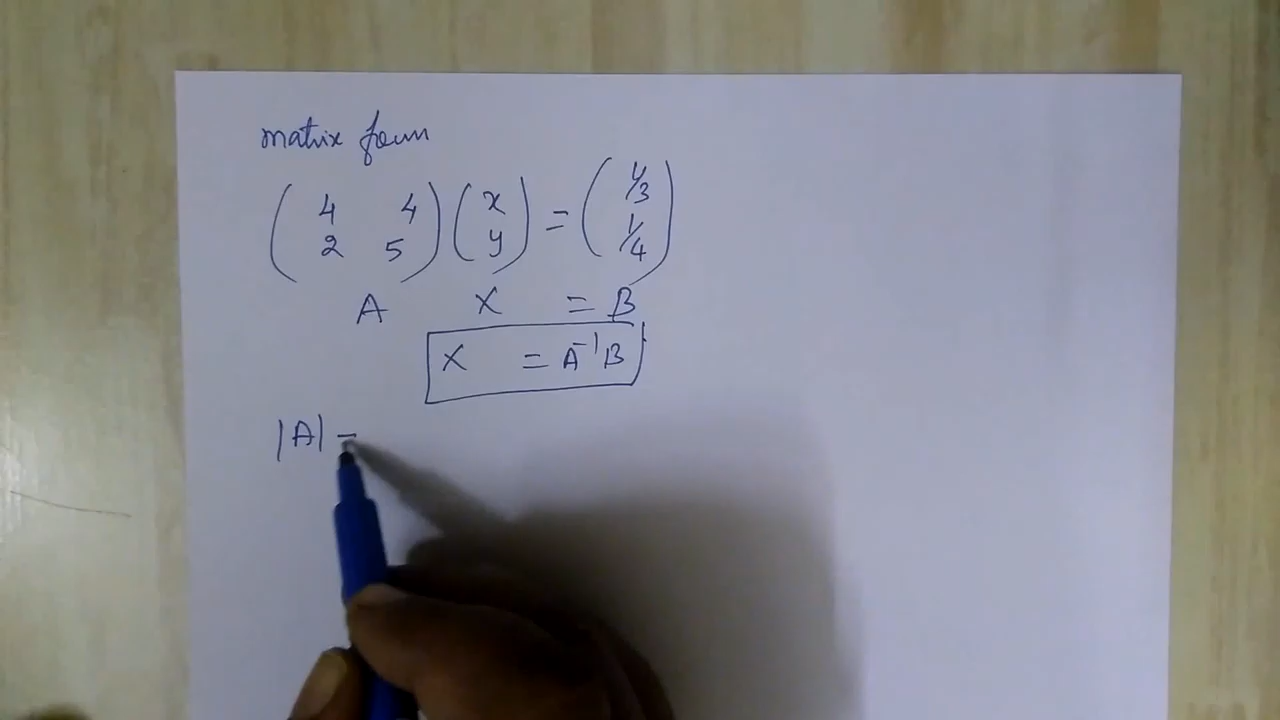 matrix form
( 4 4 ) ( x ) = ( 1/3 )
( 2 5 ) ( y ) ( 1/4 )
A X = B
X = A⁻¹B
|A| =